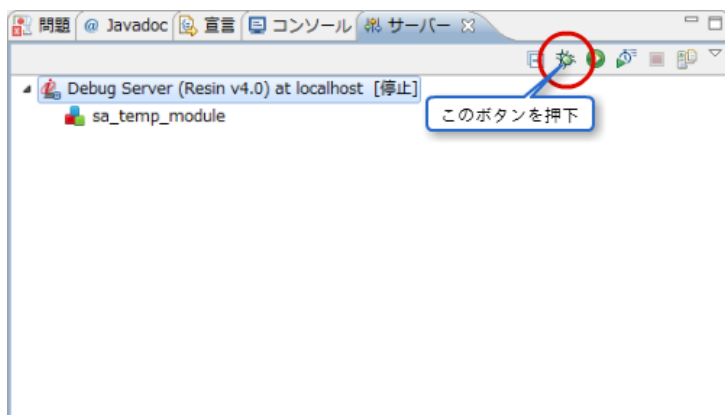 問題 @ Javadoc 宣言 コンソール サーバー
Debug Server (Resin v4.0) at localhost [停止]
sa_temp_module
このボタンを押下